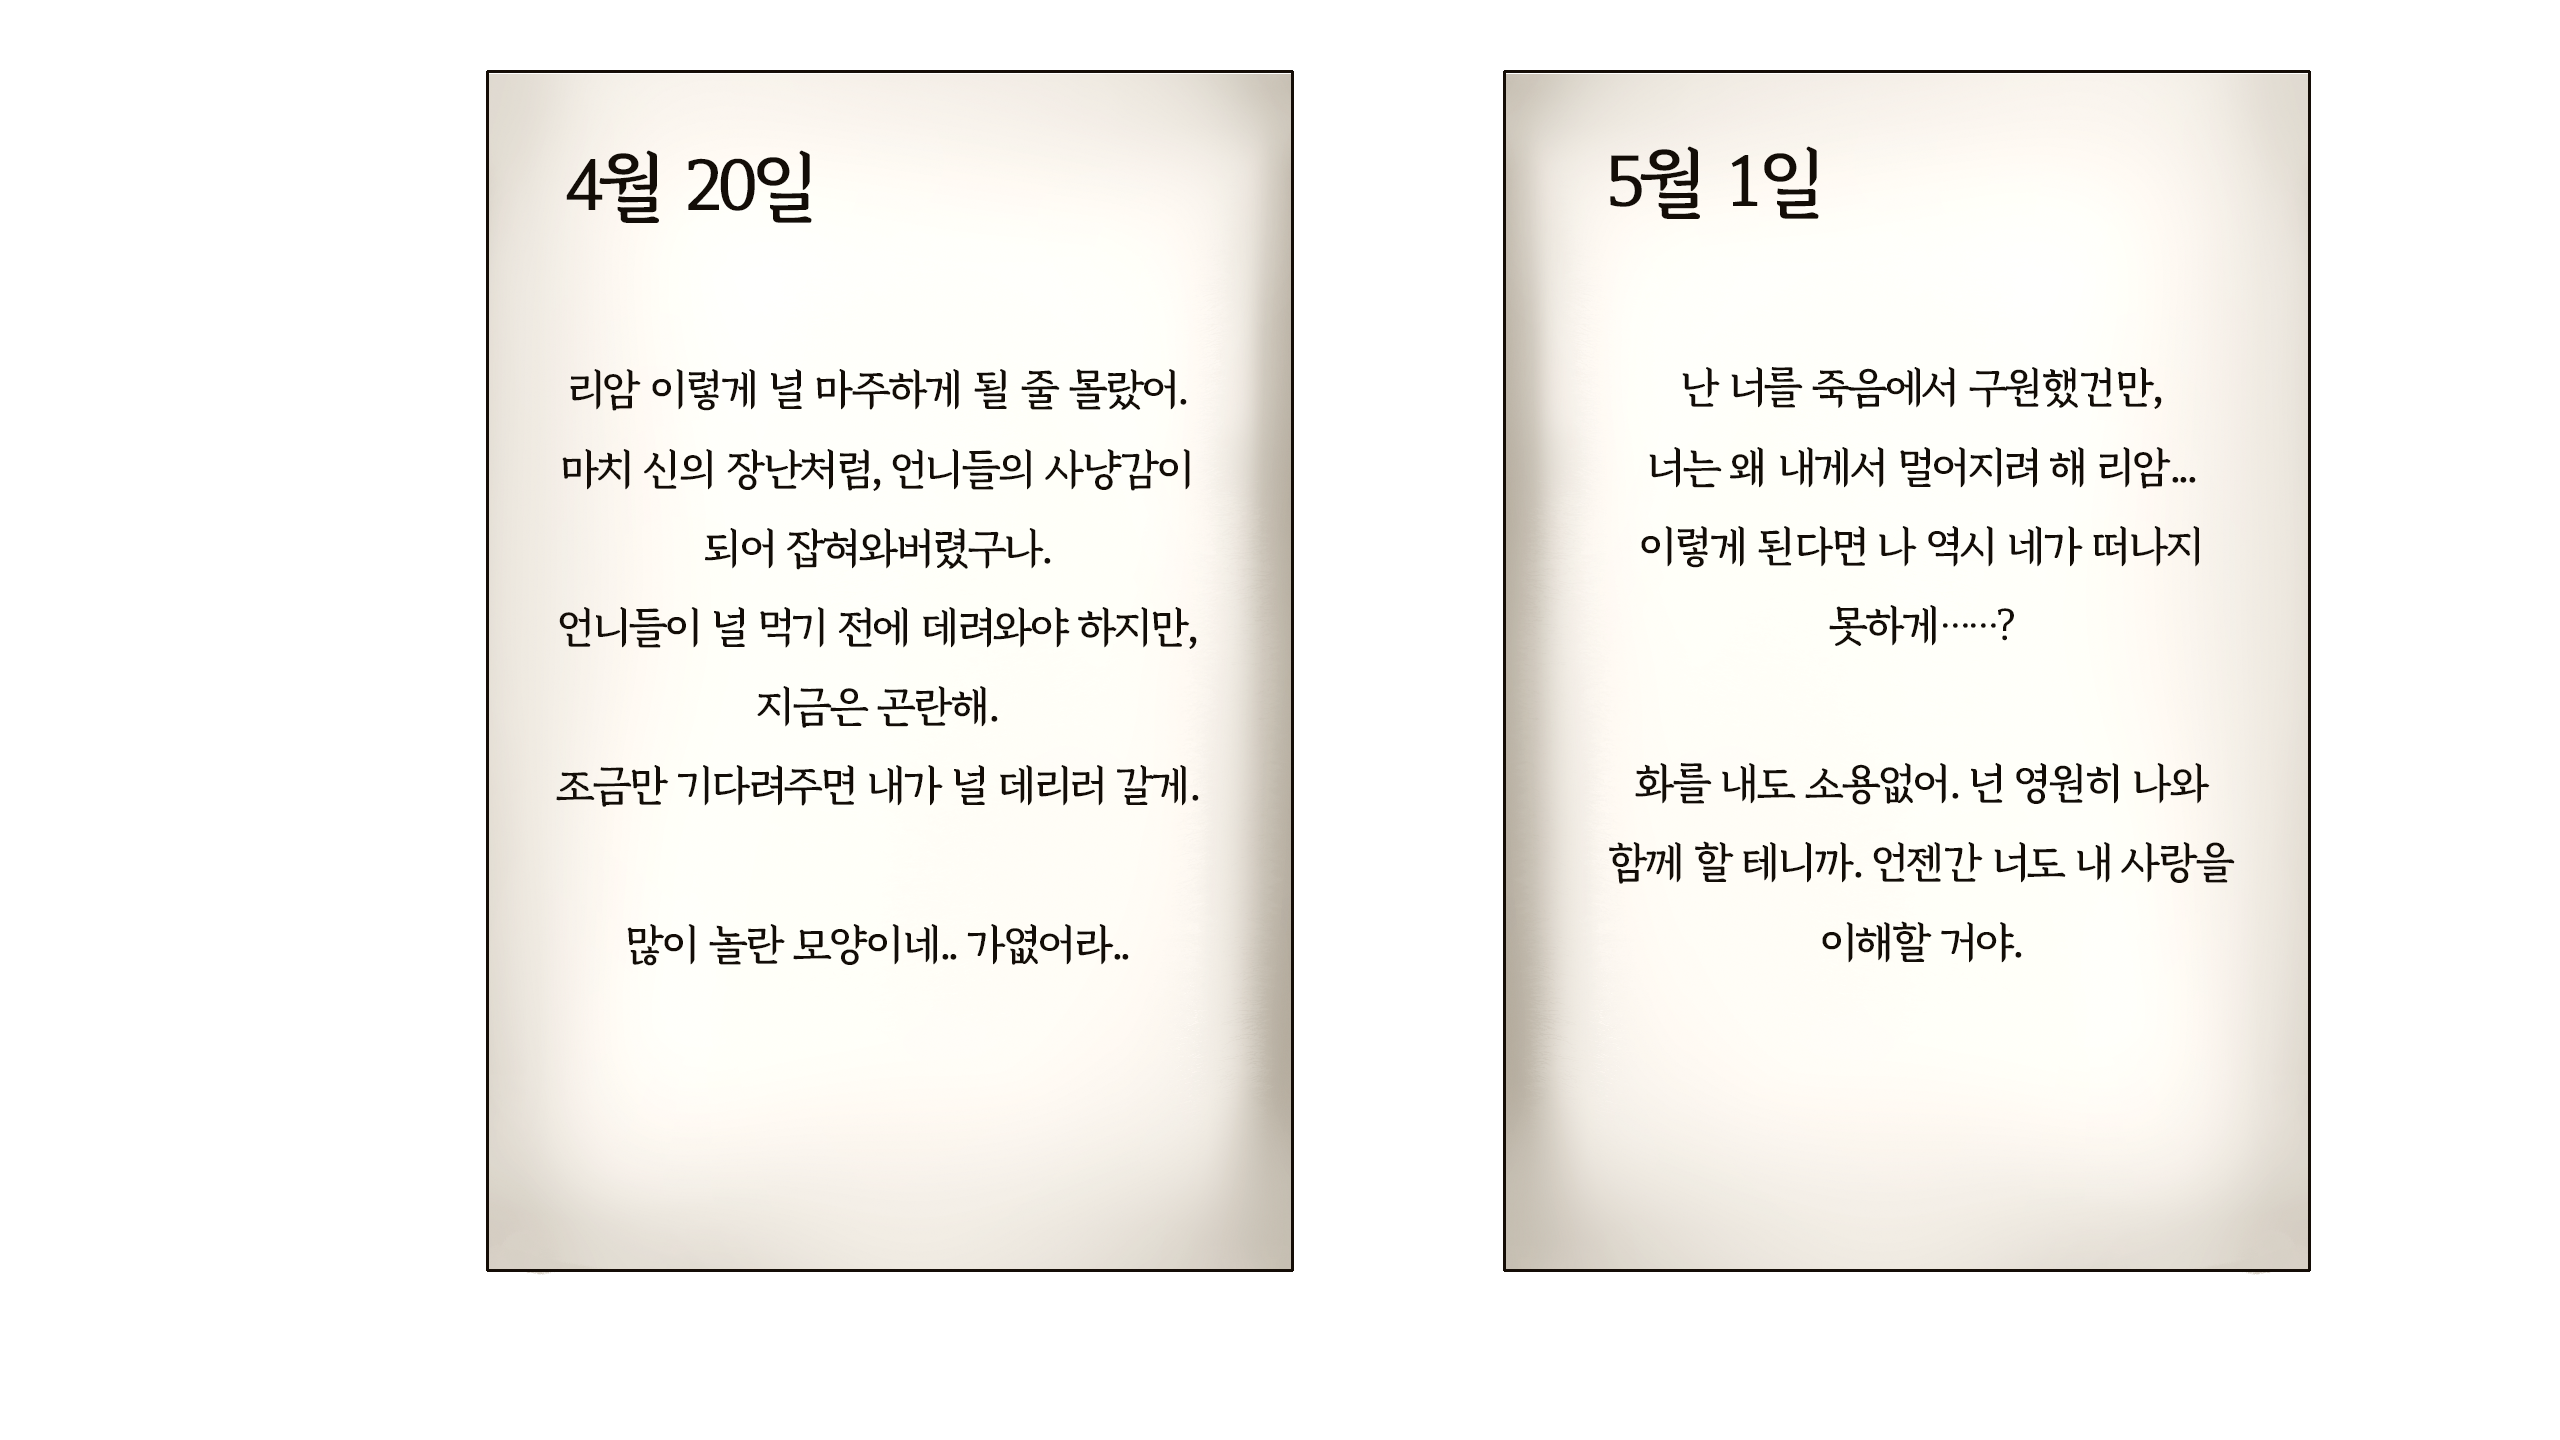 4월 20일
리암 이렇게 널 마주하게 될 줄 몰랐어.
마치 신의 장난처럼, 언니들의 사냥감이
되어 잡혀와버렸구나.
언니들이 널 먹기 전에 데려와야 하지만,
지금은 곤란해.
조금만 기다려주면 내가 널 데리러 갈게.
많이 놀란 모양이네.. 가엾어라..
5월 1일
난 너를 죽음에서 구원했건만,
너는 왜 내게서 멀어지려 해 리암...
이렇게 된다면 나 역시 네가 떠나지
못하게……?
화를 내도 소용없어. 넌 영원히 나와
함께 할 테니까. 언젠간 너도 내 사랑을
이해할 거야.